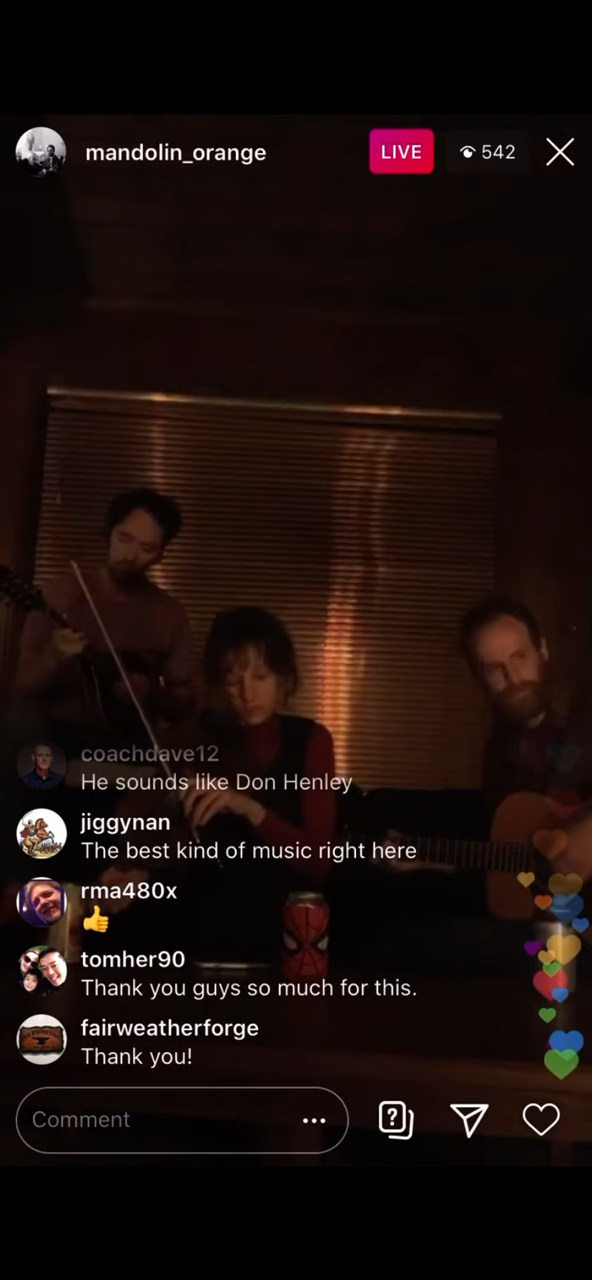 mandolin_orange
LIVE
542
coachdave12
He sounds like Don Henley
jiggynan
The best kind of music right here
rma480x
👍
tomher90
Thank you guys so much for this.
fairweatherforge
Thank you!
Comment